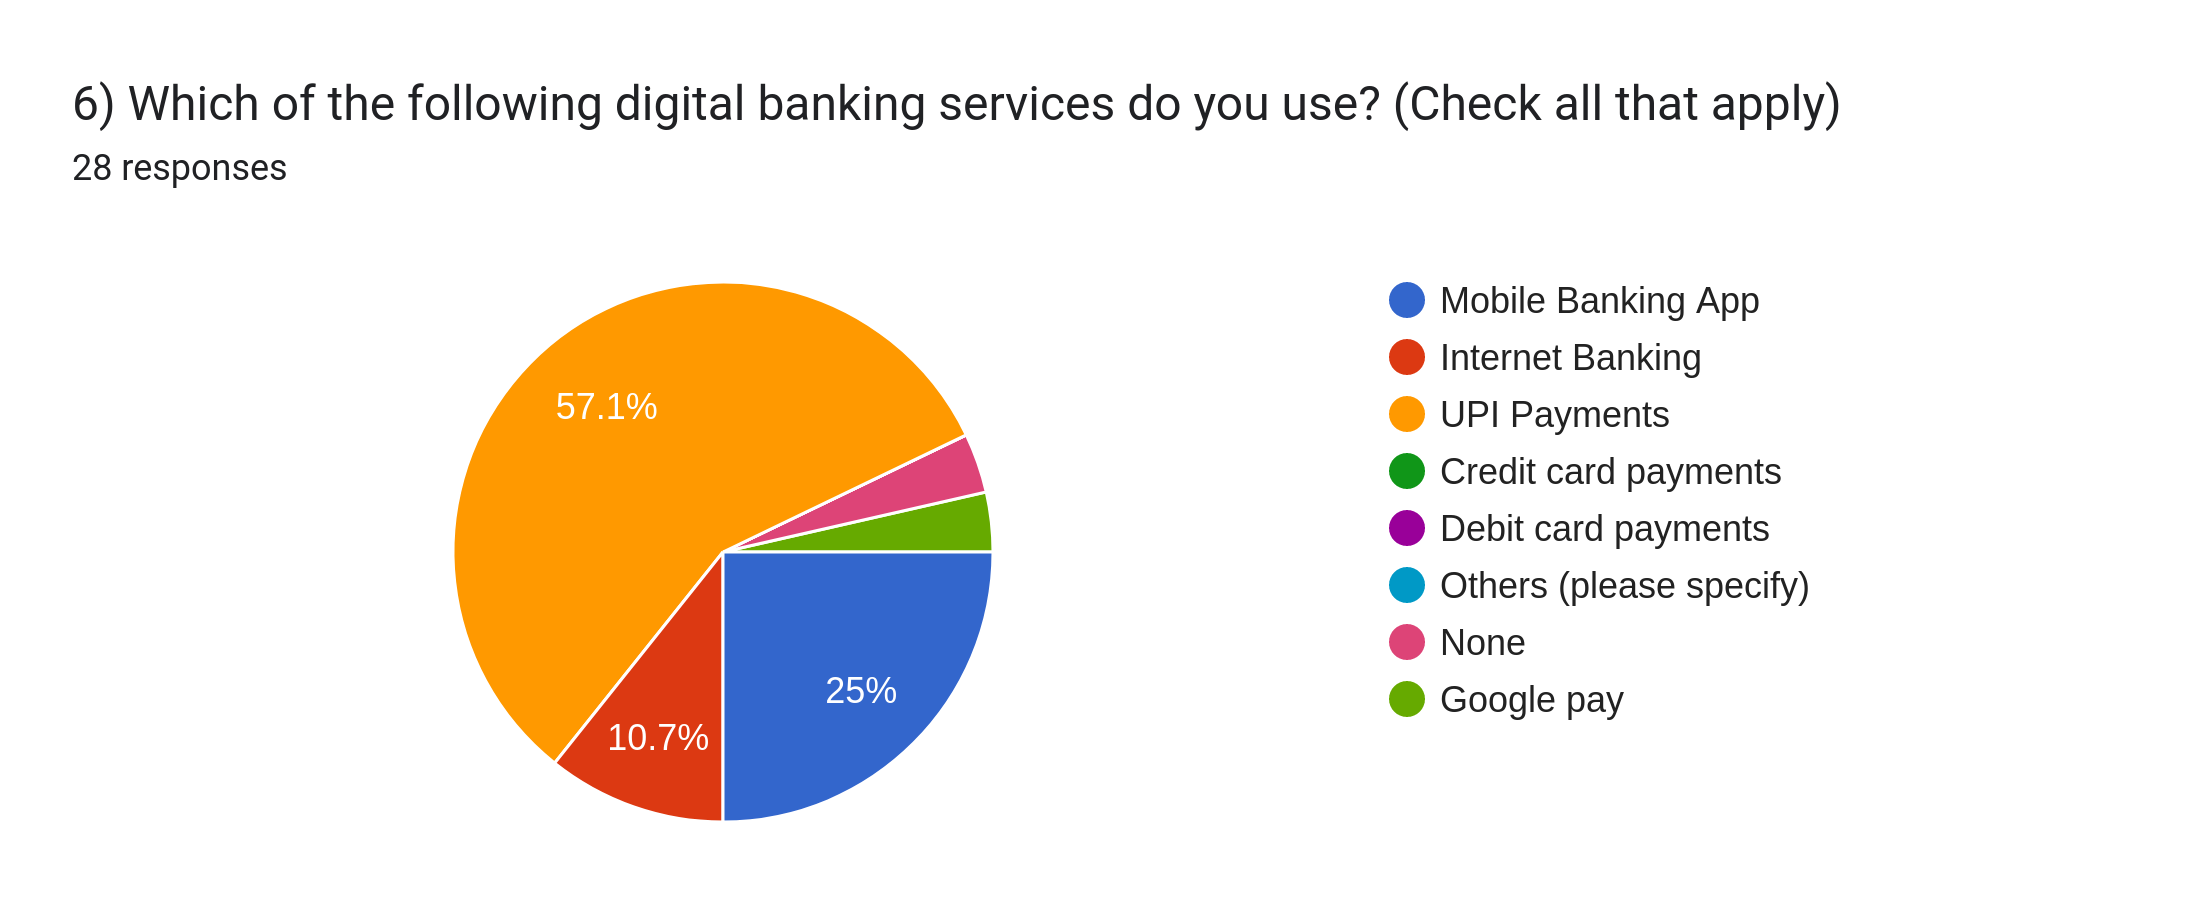 6) Which of the following digital banking services do you use? (Check all that apply)
28 responses
57.1%
25%
10.7%
Mobile Banking App
Internet Banking
UPI Payments
Credit card payments
Debit card payments
Others (please specify)
None
Google pay